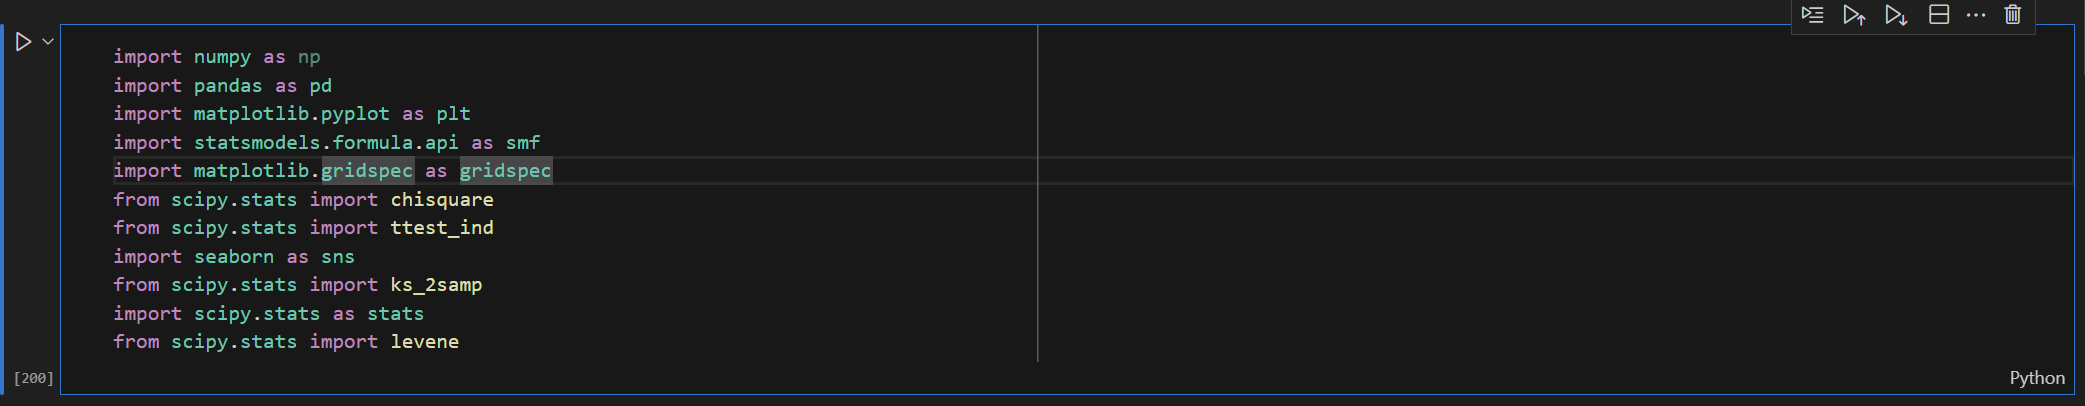 import numpy as np
import pandas as pd
import matplotlib.pyplot as plt
import statsmodels.formula.api as smf
import matplotlib.gridspec as gridspec
from scipy.stats import chisquare
from scipy.stats import ttest_ind
import seaborn as sns
from scipy.stats import ks_2samp
import scipy.stats as stats
from scipy.stats import levene
[200]
Python